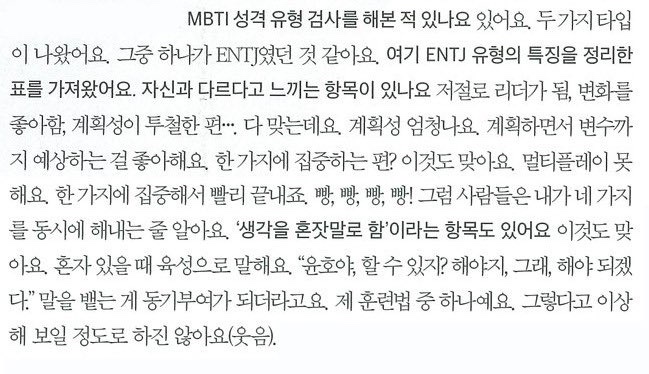 MBTI 성격 유형 검사를 해본 적 있나요 있어요. 두 가지 타입
이 나왔어요. 그중 하나가 ENTJ였던 것 같아요. 여기 ENTJ 유형의 특징을 정리한
표를 가져왔어요. 자신과 다르다고 느끼는 항목이 있나요 저절로 리더가 됨, 변화를
좋아함, 계획성이 투철한 편…. 다 맞는데요. 계획성 엄청나요. 계획하면서 변수까
지 예상하는 걸 좋아해요. 한 가지에 집중하는 편? 이것도 맞아요. 멀티플레이 못
해요. 한 가지에 집중해서 빨리 끝내죠. 빵, 빵, 빵, 빵! 그럼 사람들은 내가 네 가지
를 동시에 해내는 줄 알아요. ‘생각을 혼잣말로 함’이라는 항목도 있어요 이것도 맞
아요. 혼자 있을 때 육성으로 말해요. “윤호야, 할 수 있지? 해야지, 그래, 해야 되겠
다.” 말을 뱉는 게 동기부여가 되더라고요. 제 훈련법 중 하나예요. 그렇다고 이상
해 보일 정도로 하진 않아요(웃음).